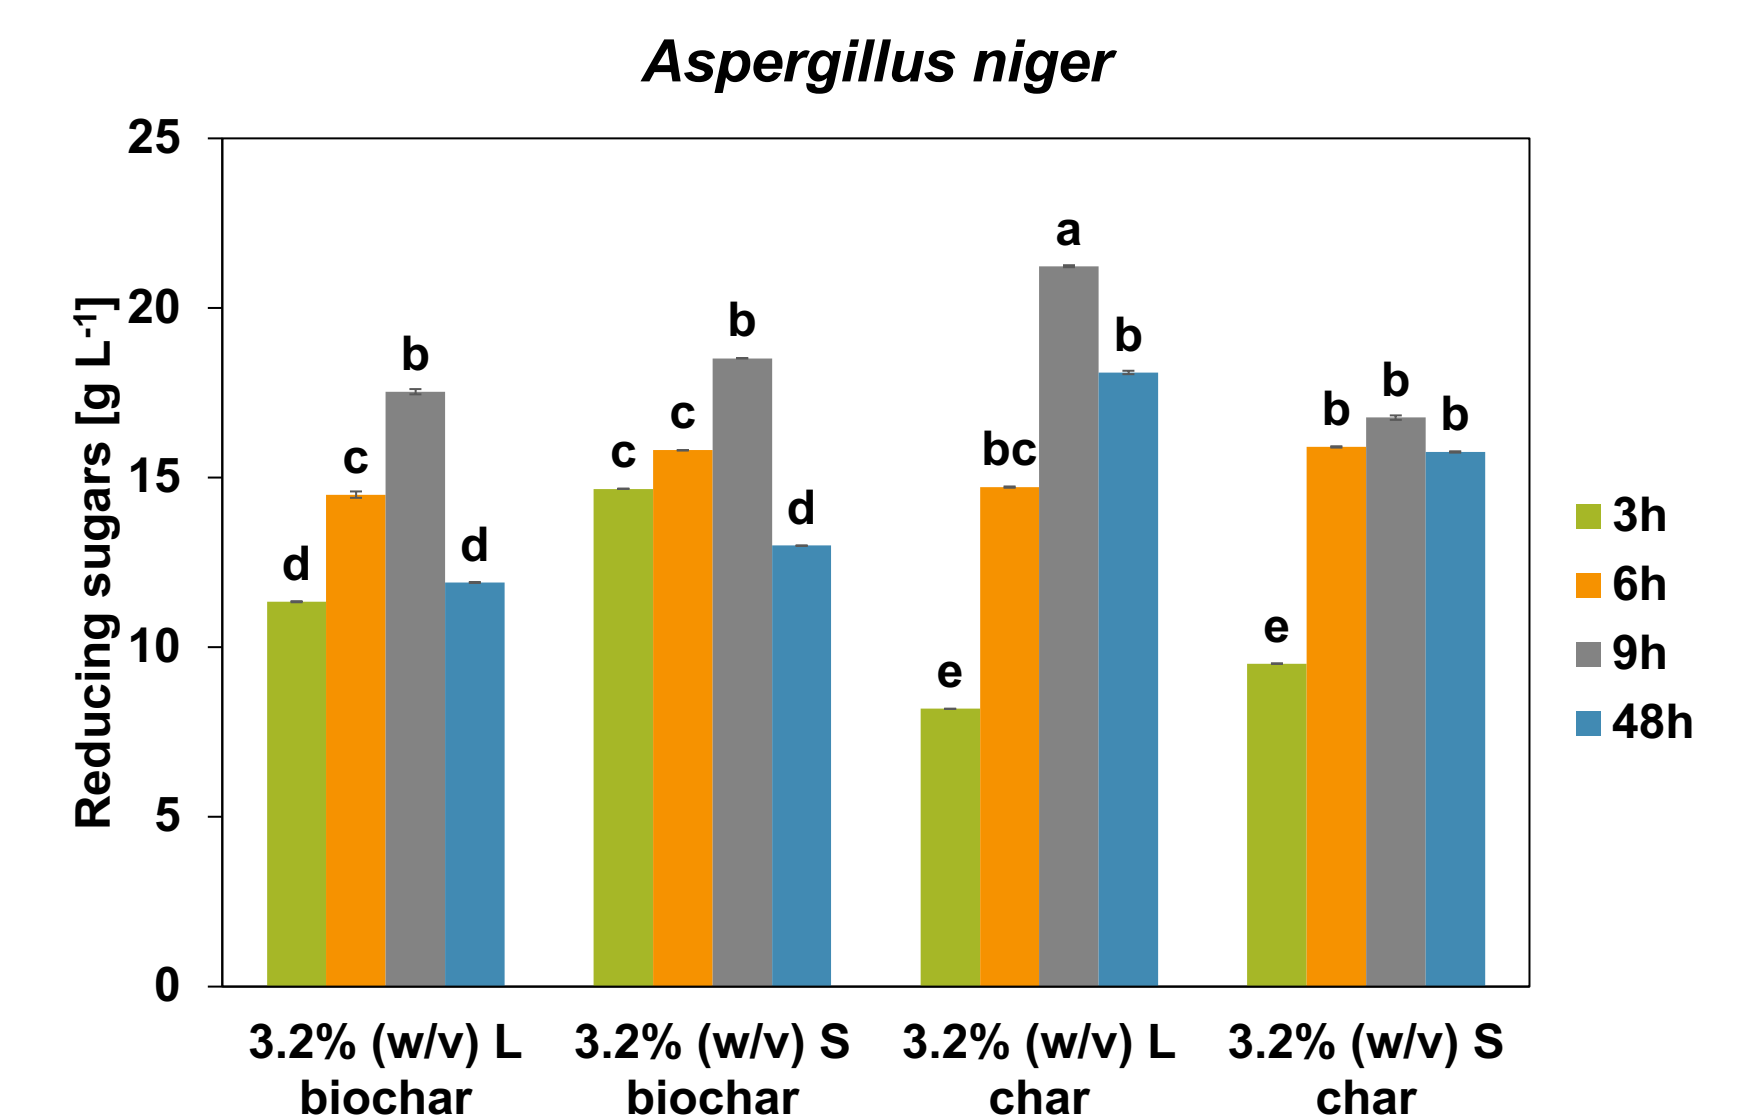 Aspergillus niger
Reducing sugars [g L-1]
25
20
15
10
5
0
d
c
b
d
c
c
b
d
e
bc
a
b
e
b
b
b
3h
6h
9h
48h
3.2% (w/v) L
biochar
3.2% (w/v) S
biochar
3.2% (w/v) L
char
3.2% (w/v) S
char